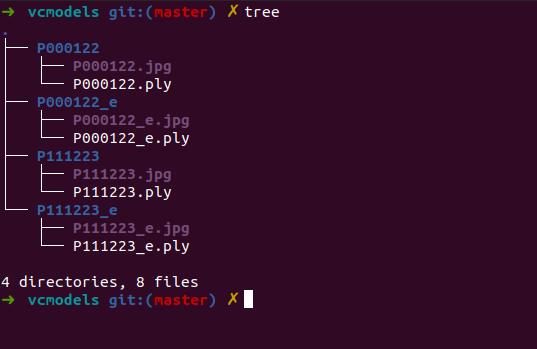 ➜ vcmodels git:(master) ✗ tree
.
├── P000122
│   ├── P000122.jpg
│   └── P000122.ply
├── P000122_e
│   ├── P000122_e.jpg
│   └── P000122_e.ply
├── P111223
│   ├── P111223.jpg
│   └── P111223.ply
└── P111223_e
    ├── P111223_e.jpg
    └── P111223_e.ply

4 directories, 8 files
➜ vcmodels git:(master) ✗